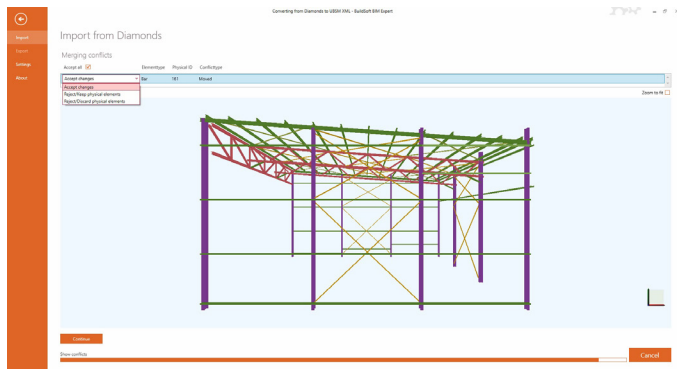 Converting from Diamonds to UBSM XML - BuildSoft BIM Expert
Import
Export
Settings
About
Import from Diamonds
Merging conflicts
Accept all
Elementtype Physical ID Conflicttype
Accept changes Bar 181 Moved
Accept changes
Reject/Keep physical elements
Reject/Discard physical elements
Zoom to fit
Continue
Show conflicts
Cancel